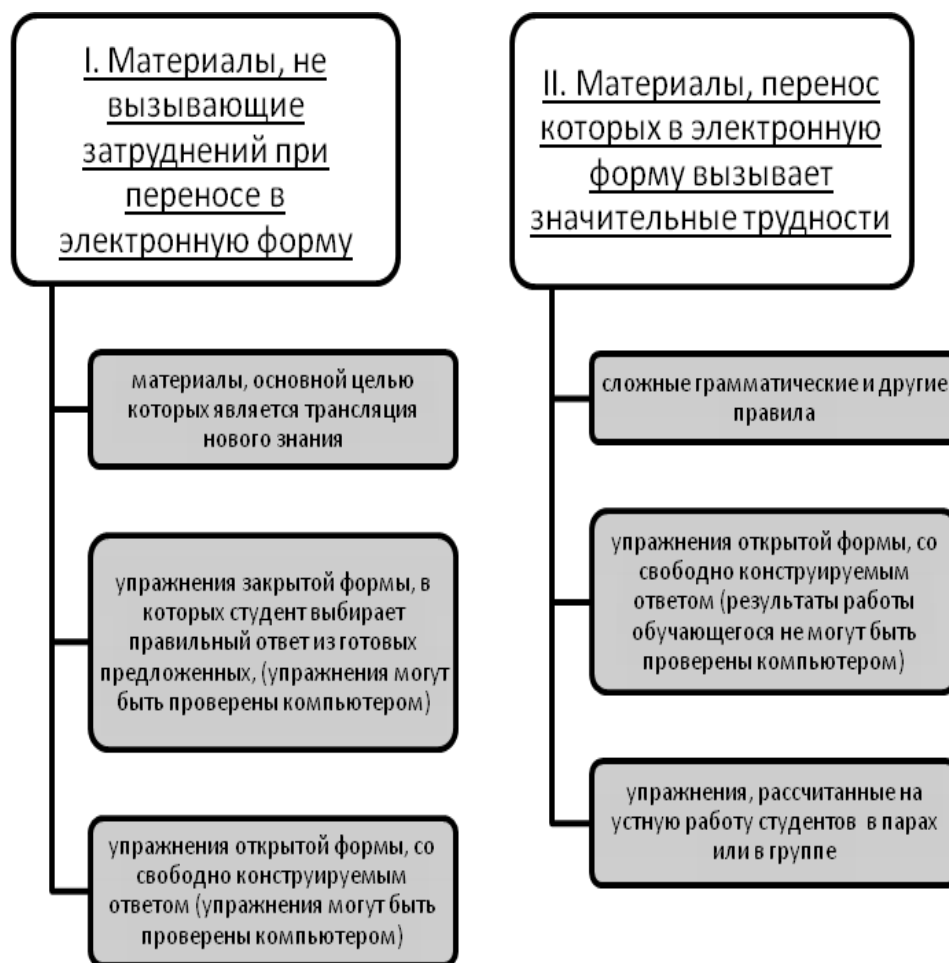 I. Материалы, не
вызывающие
затруднений при
переносе в
электронную форму
материалы, основной целью
которых является трансляция
нового знания
упражнения закрытой формы, в
которых студент выбирает
правильный ответ из готовых
предложенных, (упражнения могут
быть проверены компьютером)
упражнения открытой формы, со
свободно конструируемым
ответом (упражнения могут быть
проверены компьютером)
II. Материалы, перенос
которых в электронную
форму вызывает
значительные трудности
сложные грамматические и другие
правила
упражнения открытой формы, со
свободно конструируемым
ответом (результаты работы
обучающегося не могут быть
проверены компьютером)
упражнения, рассчитанные на
устную работу студентов в парах
или в группе